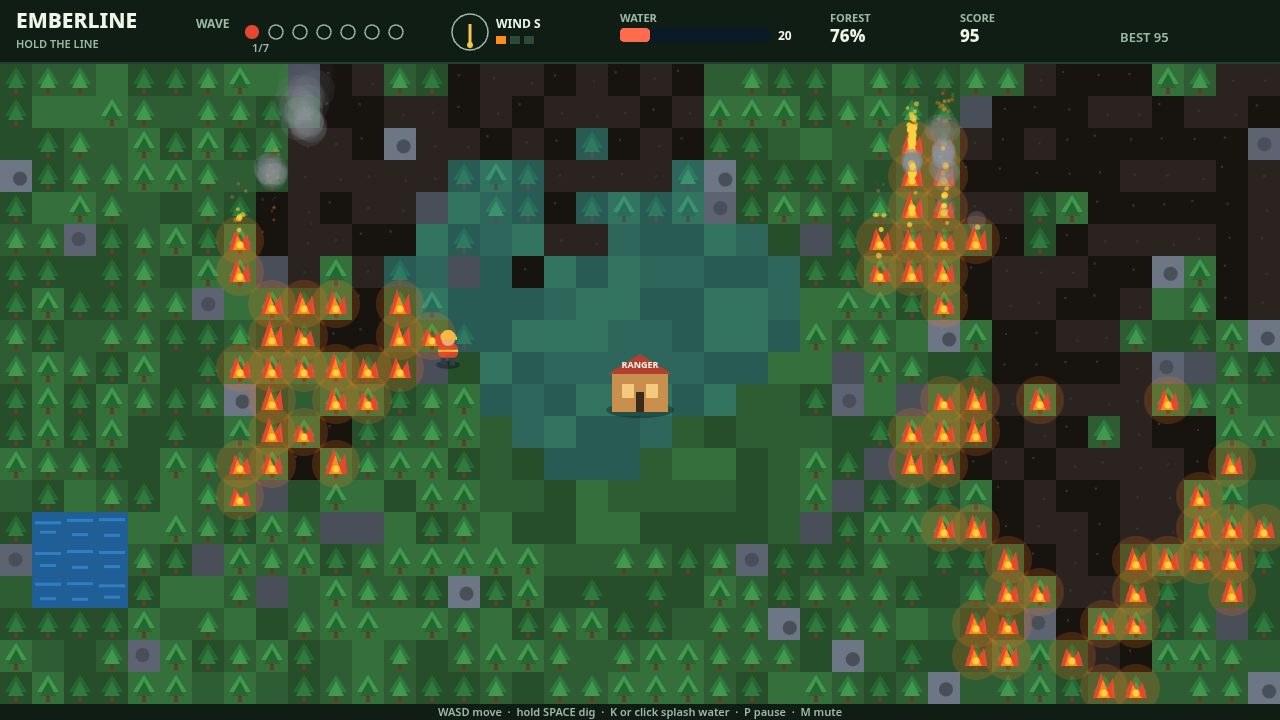 EMBERLINE
HOLD THE LINE
WAVE
1/7
WIND S
WATER
20
FOREST
76%
SCORE
95
BEST 95
RANGER
WASD move · hold SPACE dig · K or click splash water · P pause · M mute